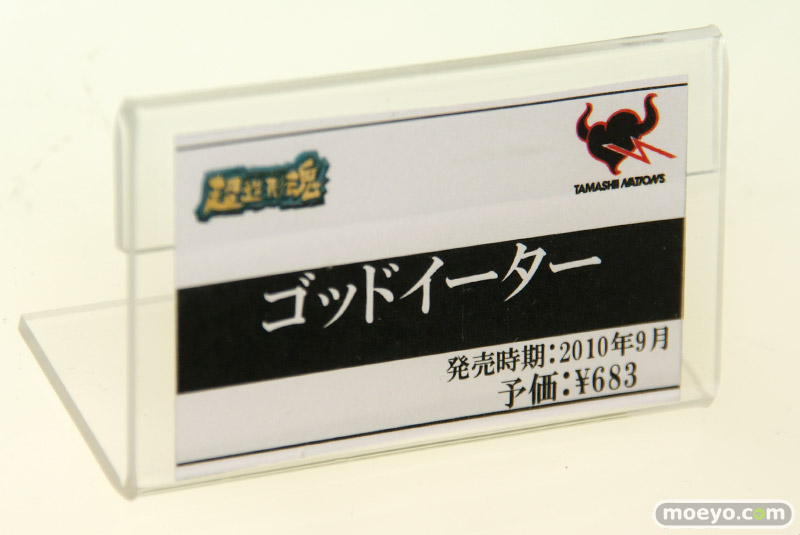 超造形魂
TAMASHII NATIONS
ゴッドイーター
発売時期：2010年9月
予価：¥683
moeyo.com